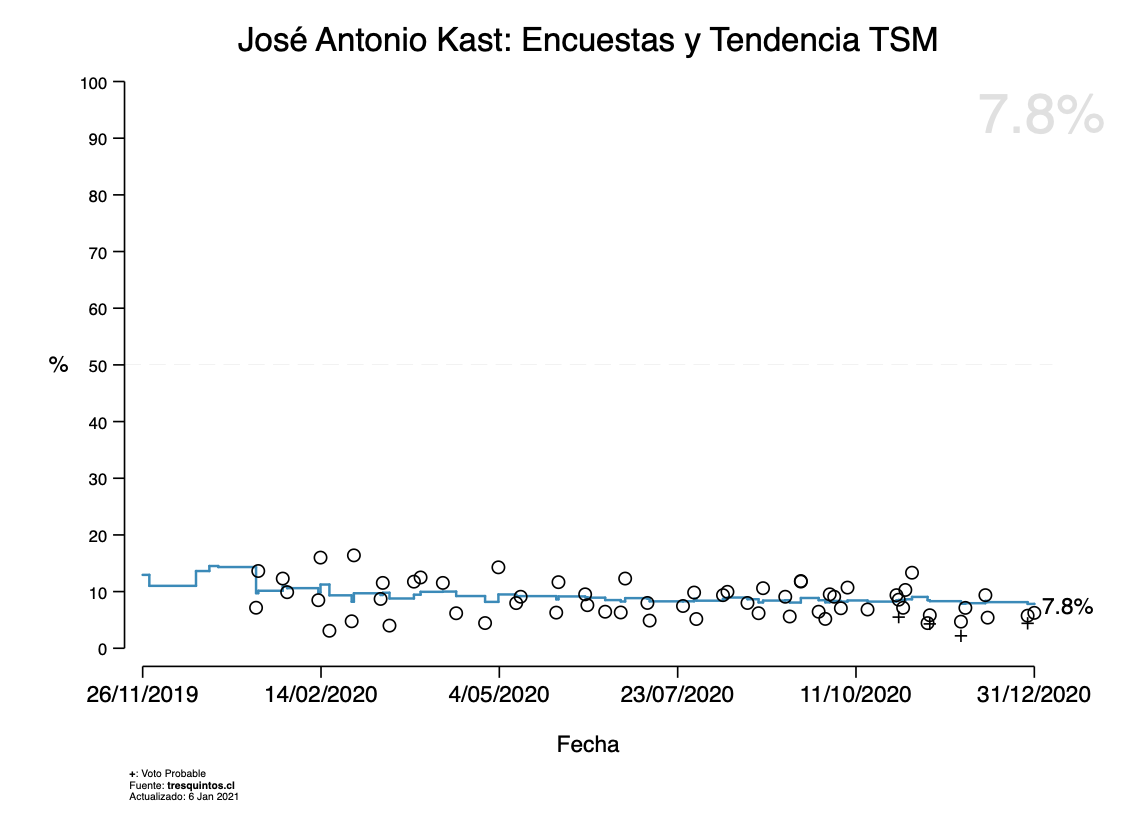 José Antonio Kast: Encuestas y Tendencia TSM
7.8%
100
90
80
70
60
% 50
40
30
20
10
0
7.8%
26/11/2019 14/02/2020 4/05/2020 23/07/2020 11/10/2020 31/12/2020
Fecha
+: Voto Probable
Fuente: tresquintos.cl
Actualizado: 6 Jan 2021